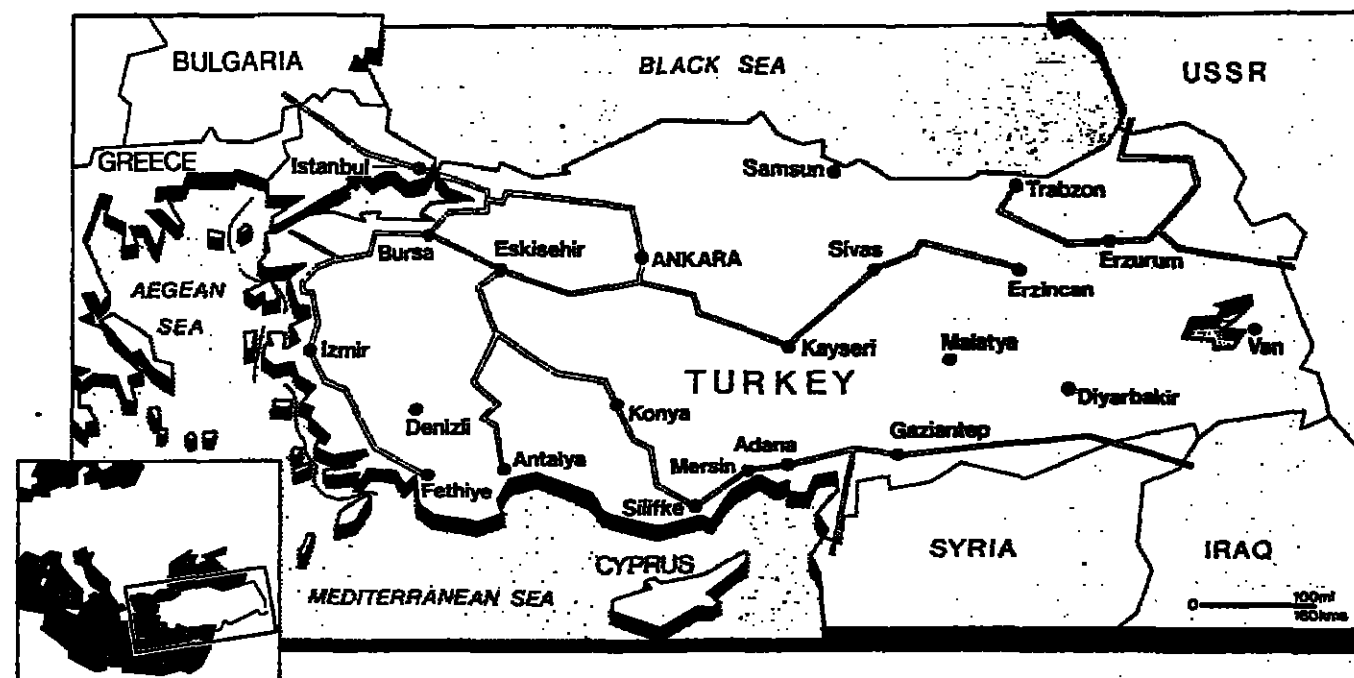 BULGARIA
BLACK SEA
USSR
GREECE
Istanbul
Samsun
Trabzon
Bursa
Eskisehir
ANKARA
Sivas
Erzurum
Erzincan
AEGEAN
SEA
Izmir
Kayseri
Malatya
Van
TURKEY
Diyarbakir
Denizli
Konya
Gaziantep
Adana
Antalya
Mersin
Fethiye
Silifke
SYRIA
IRAQ
CYPRUS
MEDITERRANEAN SEA
0
100ml
160kms